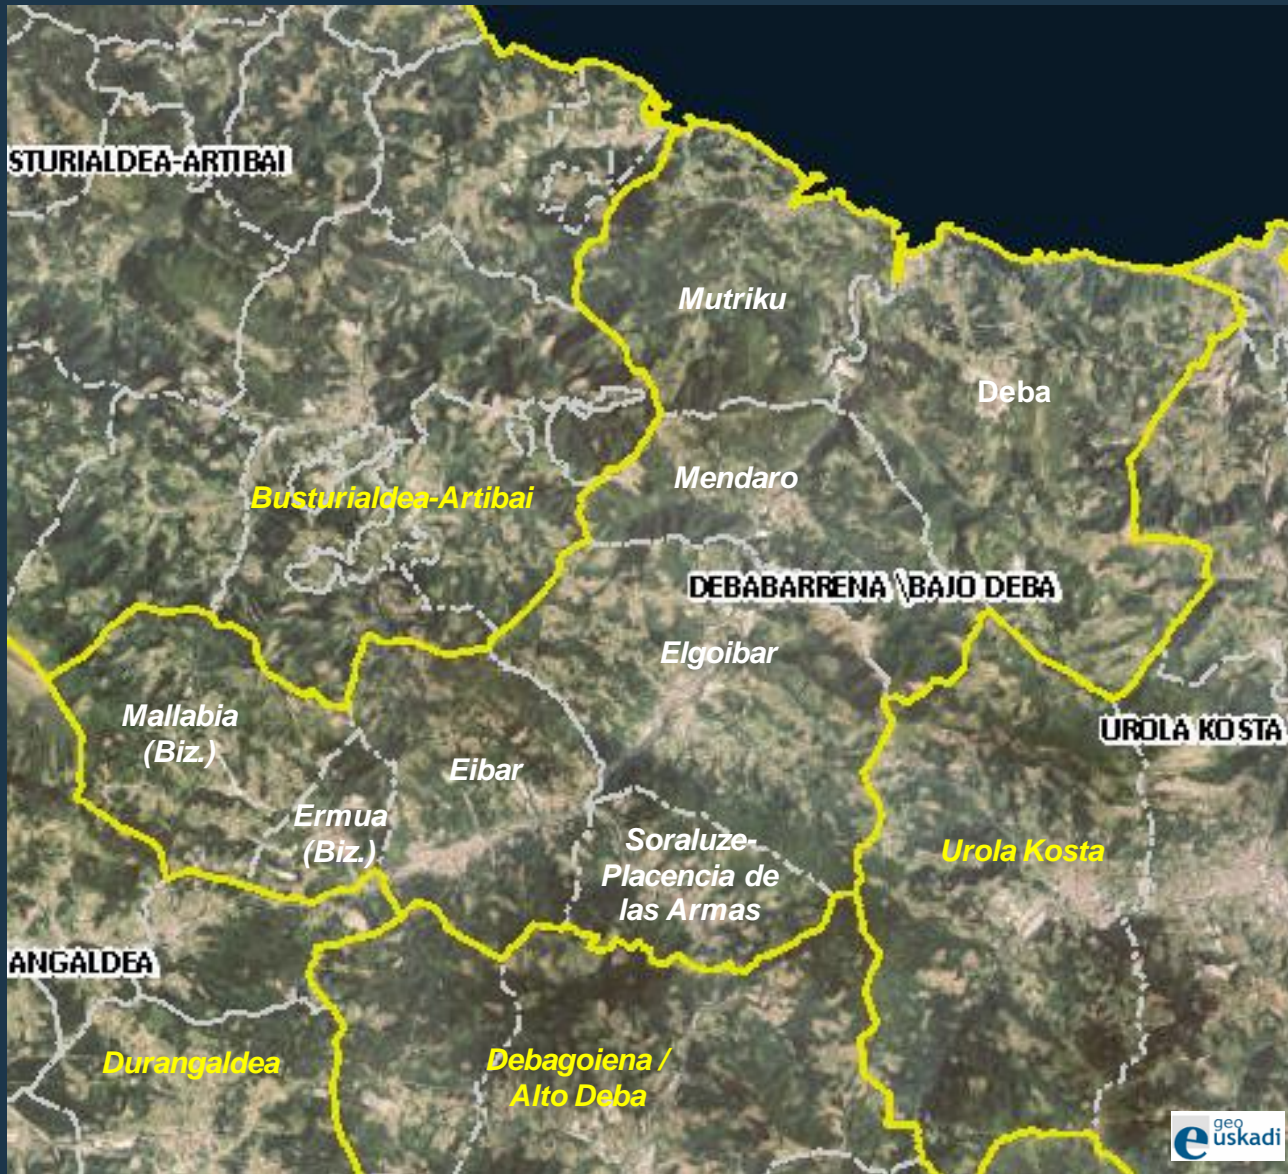 STURIALDEA-ARTIBAI
Mutriku
Deba
Mendaro
Busturialdea-Artibai
DEBABARRENA \BAJO DEBA
Elgoibar
Mallabia
(Biz.)
UROLA KOSTA
Eibar
Ermua
(Biz.)
Soraluze-
Placencia de
las Armas
Urola Kosta
ANGALDEA
Durangaldea
Debagoiena /
Alto Deba
geo
euskadi